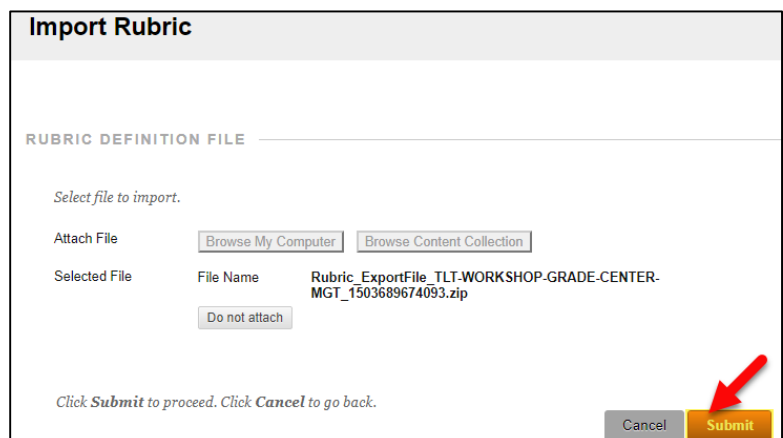 Import Rubric
RUBRIC DEFINITION FILE
Select file to import.
Attach File Browse My Computer Browse Content Collection
Selected File File Name Rubric_ExportFile_TLT-WORKSHOP-GRADE-CENTER-
MGT_1503689674093.zip
Do not attach
Click Submit to proceed. Click Cancel to go back.
Cancel Submit